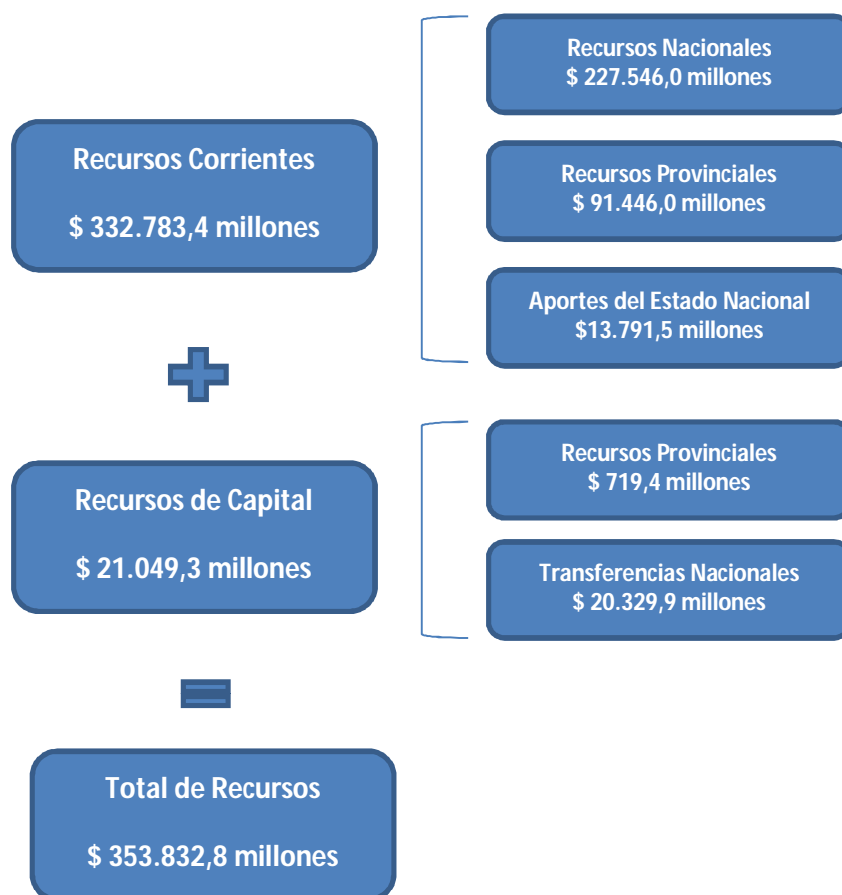 Recursos Corrientes
$ 332.783,4 millones
Recursos Nacionales
$ 227.546,0 millones
Recursos Provinciales
$ 91.446,0 millones
Aportes del Estado Nacional
$13.791,5 millones
Recursos de Capital
$ 21.049,3 millones
Recursos Provinciales
$ 719,4 millones
Transferencias Nacionales
$ 20.329,9 millones
Total de Recursos
$ 353.832,8 millones